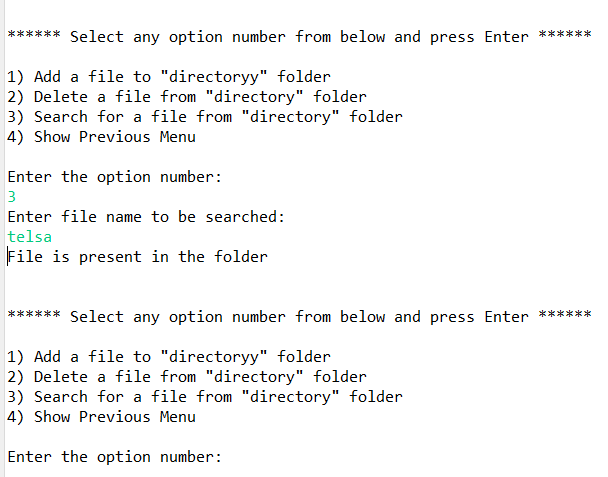 ****** Select any option number from below and press Enter ******
1) Add a file to "directoryy" folder
2) Delete a file from "directory" folder
3) Search for a file from "directory" folder
4) Show Previous Menu
Enter the option number:
3
Enter file name to be searched:
telsa
File is present in the folder
****** Select any option number from below and press Enter ******
1) Add a file to "directoryy" folder
2) Delete a file from "directory" folder
3) Search for a file from "directory" folder
4) Show Previous Menu
Enter the option number: